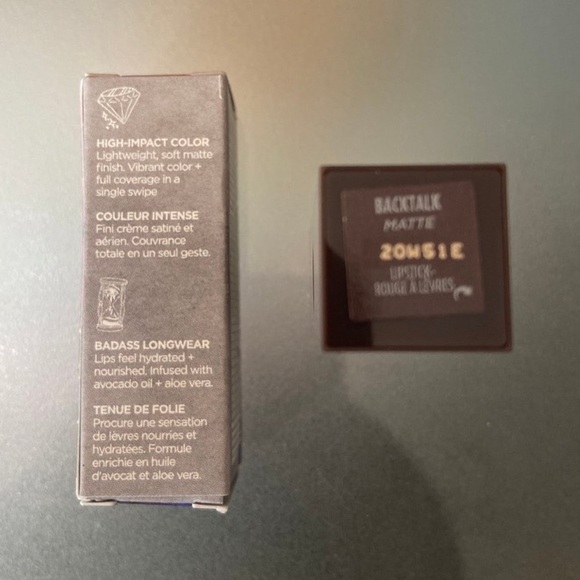 HIGH-IMPACT COLOR
Lightweight, soft matte
finish. Vibrant color +
full coverage in a
single swipe
COULEUR INTENSE
Fini crème satiné et
aérien. Couvrance
totale en un seul geste.
BADASS LONGWEAR
Lips feel hydrated +
nourished. Infused with
avocado oil + aloe vera.
TENUE DE FOLIE
Procure une sensation
de lèvres nourries et
hydratées. Formule
enrichie en huile
d'avocat et aloe vera.
BACKTALK
MATTE
20W51E
LIPSTICK-
ROUGE À LÈVRES